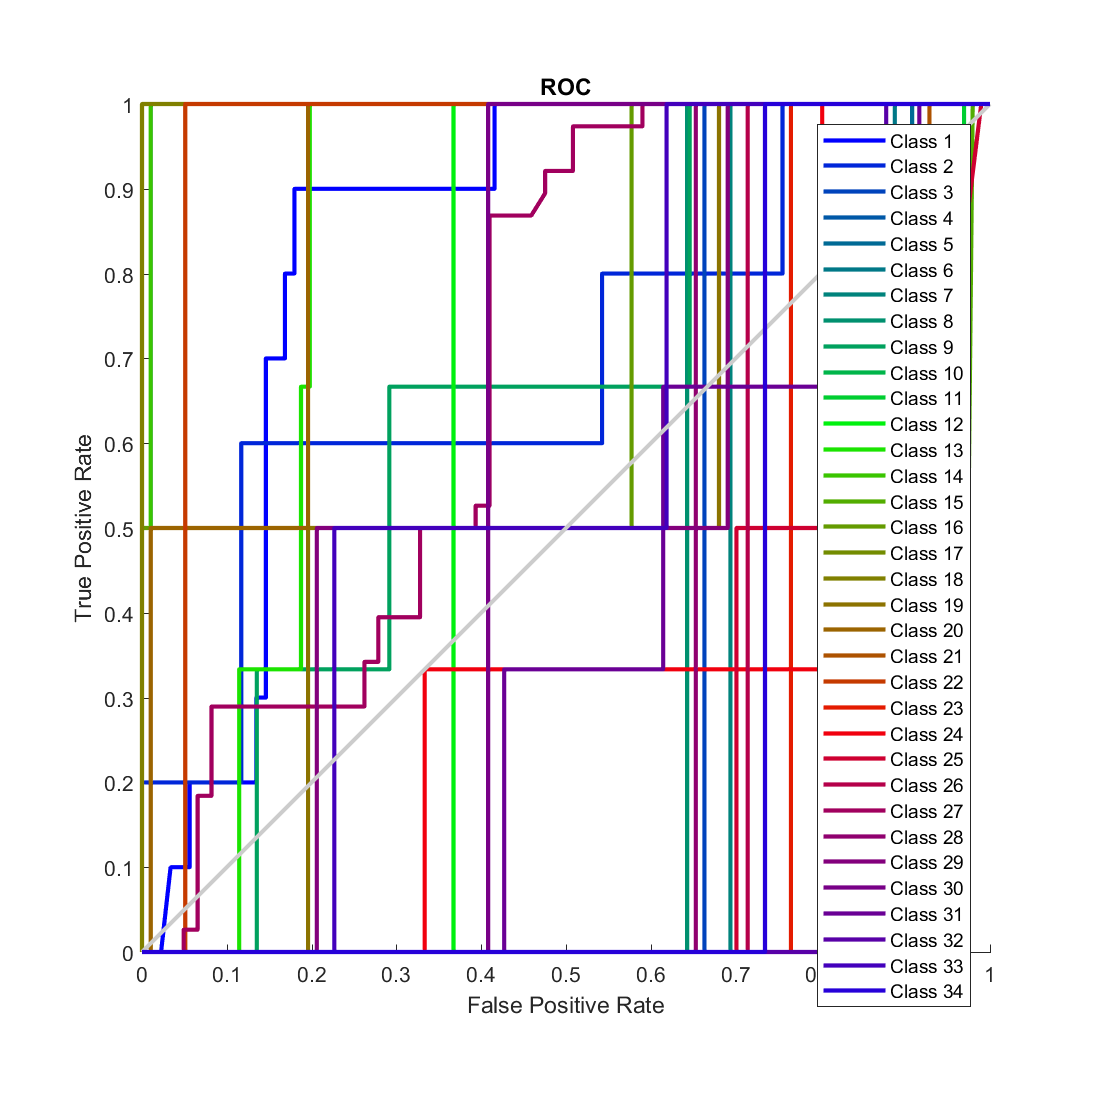 ROC
1
0.9
0.8
0.7
0.6
0.5
0.4
0.3
0.2
0.1
0
True Positive Rate
0 0.1 0.2 0.3 0.4 0.5 0.6 0.7 1
False Positive Rate
Class 1
Class 2
Class 3
Class 4
Class 5
Class 6
Class 7
Class 8
Class 9
Class 10
Class 11
Class 12
Class 13
Class 14
Class 15
Class 16
Class 17
Class 18
Class 19
Class 20
Class 21
Class 22
Class 23
Class 24
Class 25
Class 26
Class 27
Class 28
Class 29
Class 30
Class 31
Class 32
Class 33
Class 34